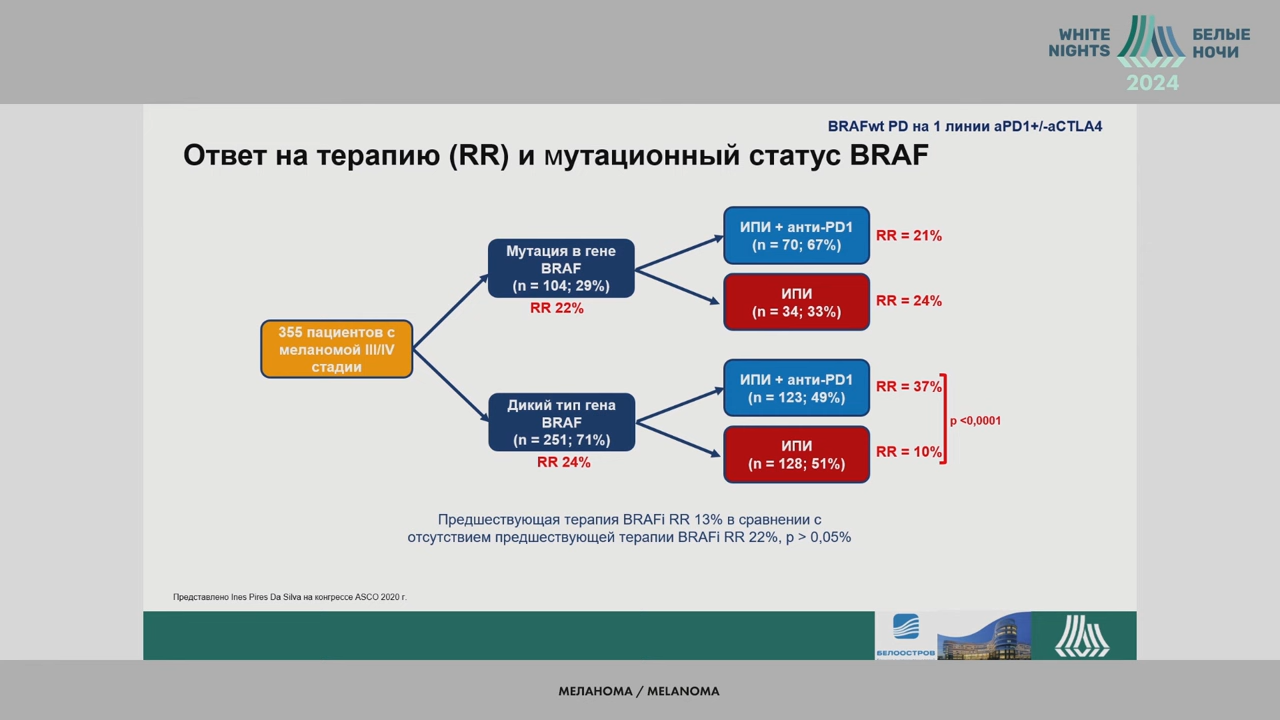 WHITE NIGHTS
БЕЛЫЕ НОЧИ
2024
BRAFwt PD на 1 линии aPD1+/-aCTLA4
Ответ на терапию (RR) и мутационный статус BRAF
355 пациентов с
меланомой III/IV
стадии
Мутация в гене
BRAF
(n = 104; 29%)
RR 22%
ИПИ + анти-PD1
(n = 70; 67%)
RR = 21%
ИПИ
(n = 34; 33%)
RR = 24%
Дикий тип гена
BRAF
(n = 251; 71%)
RR 24%
ИПИ + анти-PD1
(n = 123; 49%)
RR = 37%
ИПИ
(n = 128; 51%)
RR = 10%
p <0,0001
Предшествующая терапия BRAFi RR 13% в сравнении с
отсутствием предшествующей терапии BRAFi RR 22%, p > 0,05%
Представлено Ines Pires Da Silva на конгрессе ASCO 2020 г.
БЕЛООСТРОВ
МЕЛАНОМА / MELANOMA